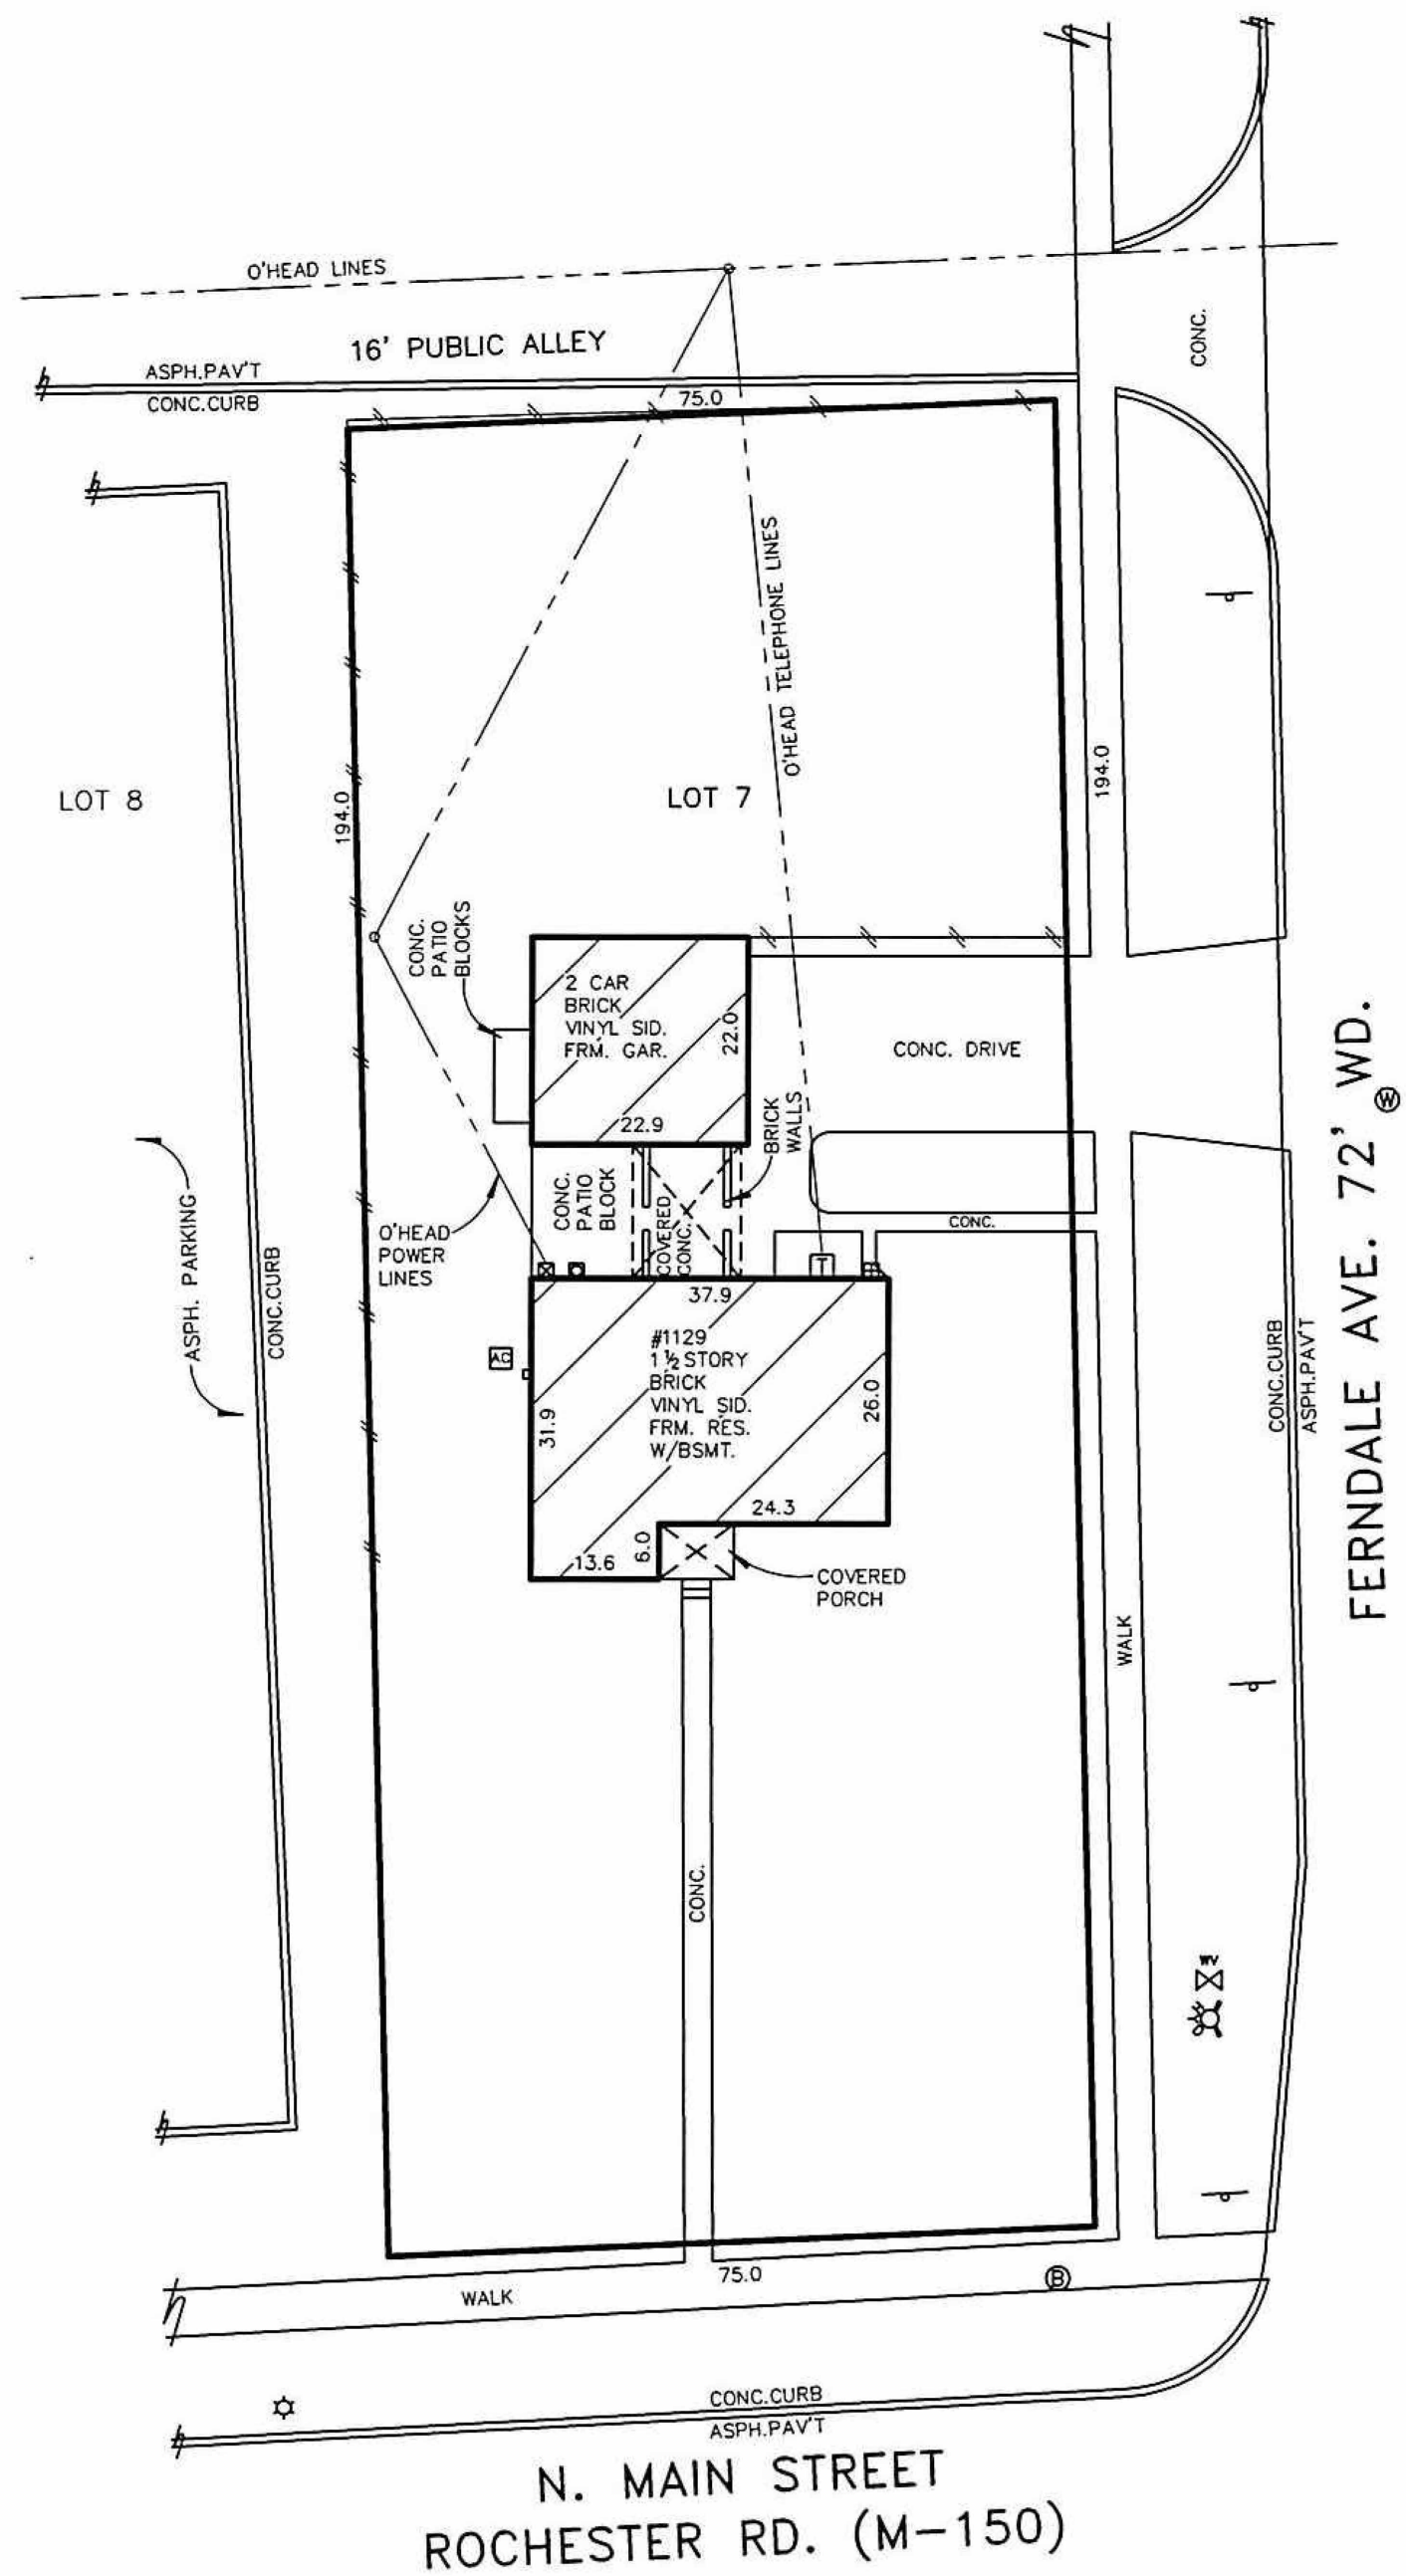 O'HEAD LINES
16' PUBLIC ALLEY
CONC.
ASPH.PAV'T
CONC.CURB
75.0
O'HEAD TELEPHONE LINES
LOT 8
194.0
LOT 7
194.0
CONC.
PATIO
BLOCKS
2 CAR
BRICK
VINYL SID.
FRM. GAR.
22.0
22.9
CONC. DRIVE
BRICK
WALLS
FERNDALE AVE. 72' WD.
W
ASPH. PARKING
CONC.CURB
O'HEAD
POWER
LINES
CONC.
PATIO
BLOCK
COVERED
CONC.
CONC.
T
37.9
AC
#1129
1 ½ STORY
BRICK
VINYL SID.
FRM. RES.
W/BSMT.
31.9
26.0
24.3
6.0
13.6
COVERED
PORCH
CONC.CURB
ASPH.PAV'T
WALK
CONC.
WV
75.0
B
WALK
CONC.CURB
ASPH.PAV'T
N. MAIN STREET
ROCHESTER RD. (M-150)